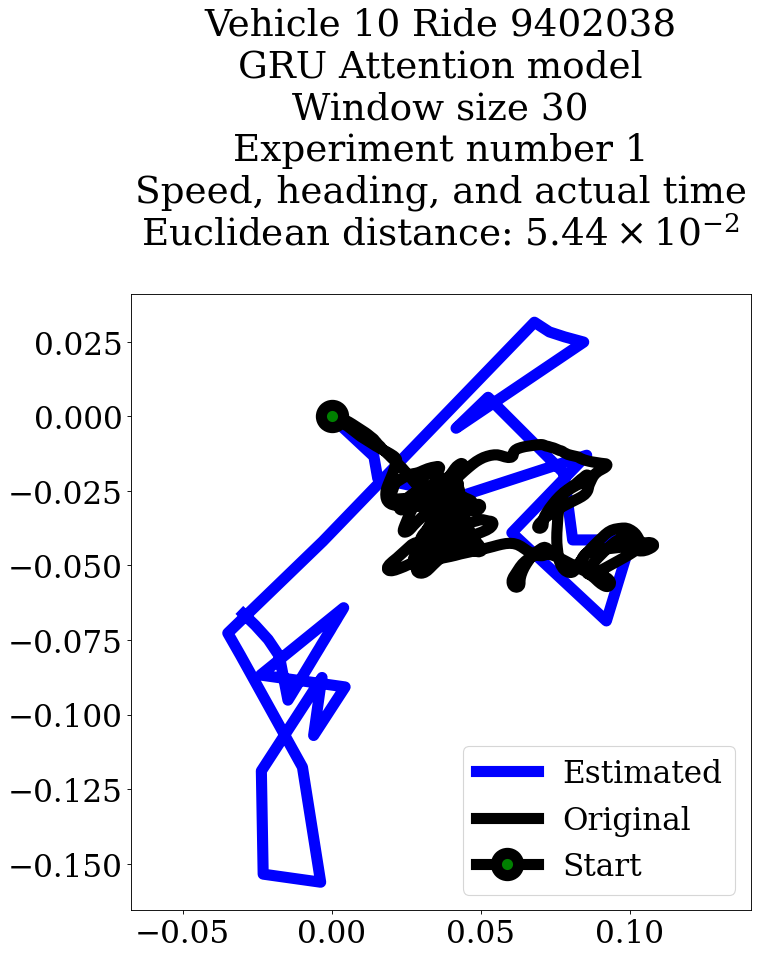 Vehicle 10 Ride 9402038
GRU Attention model
Window size 30
Experiment number 1
Speed, heading, and actual time
Euclidean distance: 5.44 × 10⁻²
0.025
0.000
−0.025
−0.050
−0.075
−0.100
−0.125
−0.150
Estimated
Original
Start
−0.05 0.00 0.05 0.10